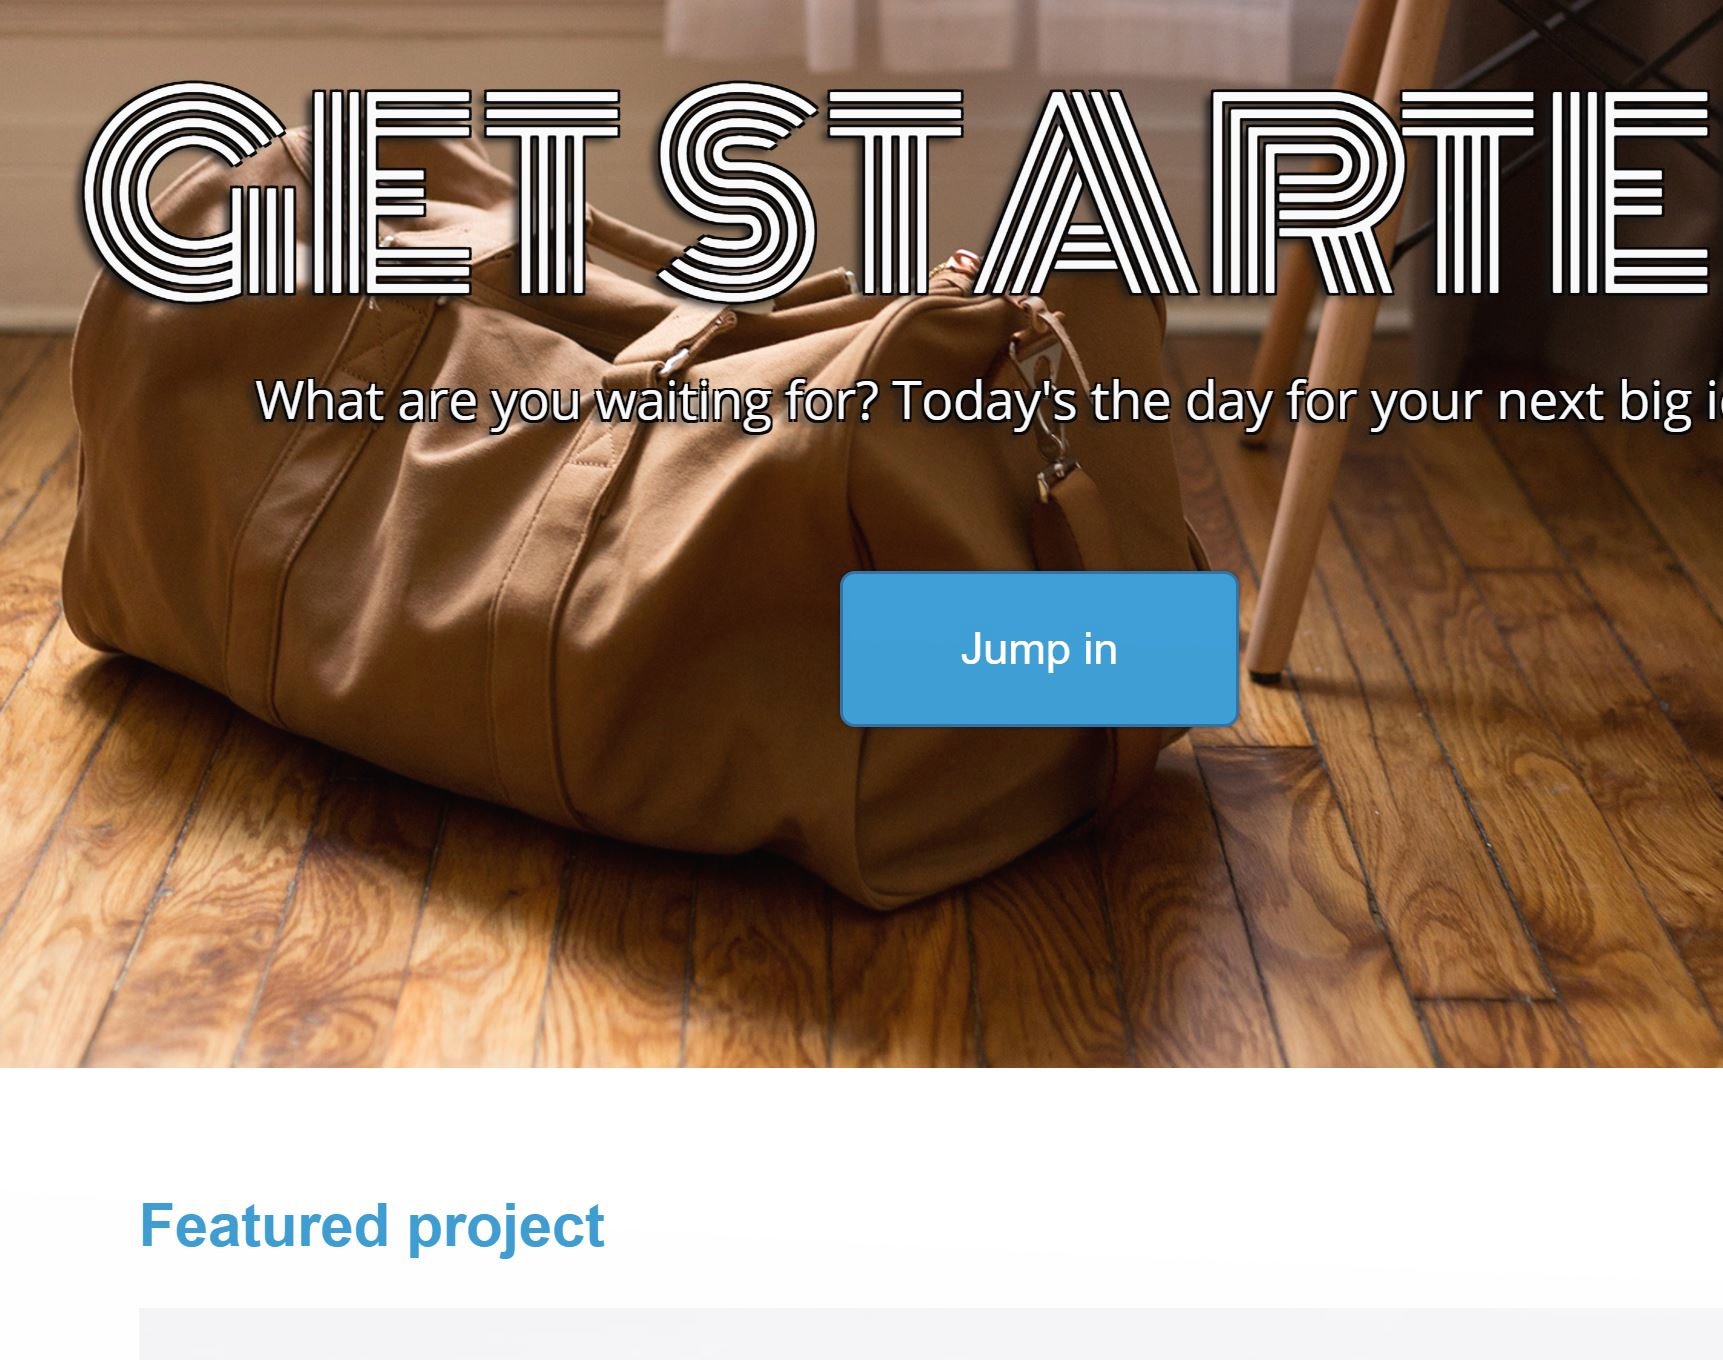 GET STARTE
What are you waiting for? Today's the day for your next big
Jump in
Featured project